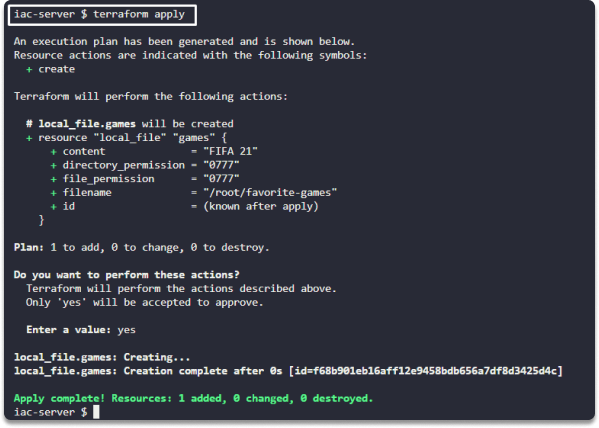 iac-server $ terraform apply
An execution plan has been generated and is shown below.
Resource actions are indicated with the following symbols:
+ create
Terraform will perform the following actions:
# local_file.games will be created
+ resource "local_file" "games" {
+ content = "FIFA 21"
+ directory_permission = "0777"
+ file_permission = "0777"
+ filename = "/root/favorite-games"
+ id = (known after apply)
}
Plan: 1 to add, 0 to change, 0 to destroy.
Do you want to perform these actions?
Terraform will perform the actions described above.
Only 'yes' will be accepted to approve.
Enter a value: yes
local_file.games: Creating...
local_file.games: Creation complete after 0s [id=f68b901eb16aff12e9458bdb656a7df8d3425d4c]
Apply complete! Resources: 1 added, 0 changed, 0 destroyed.
iac-server $